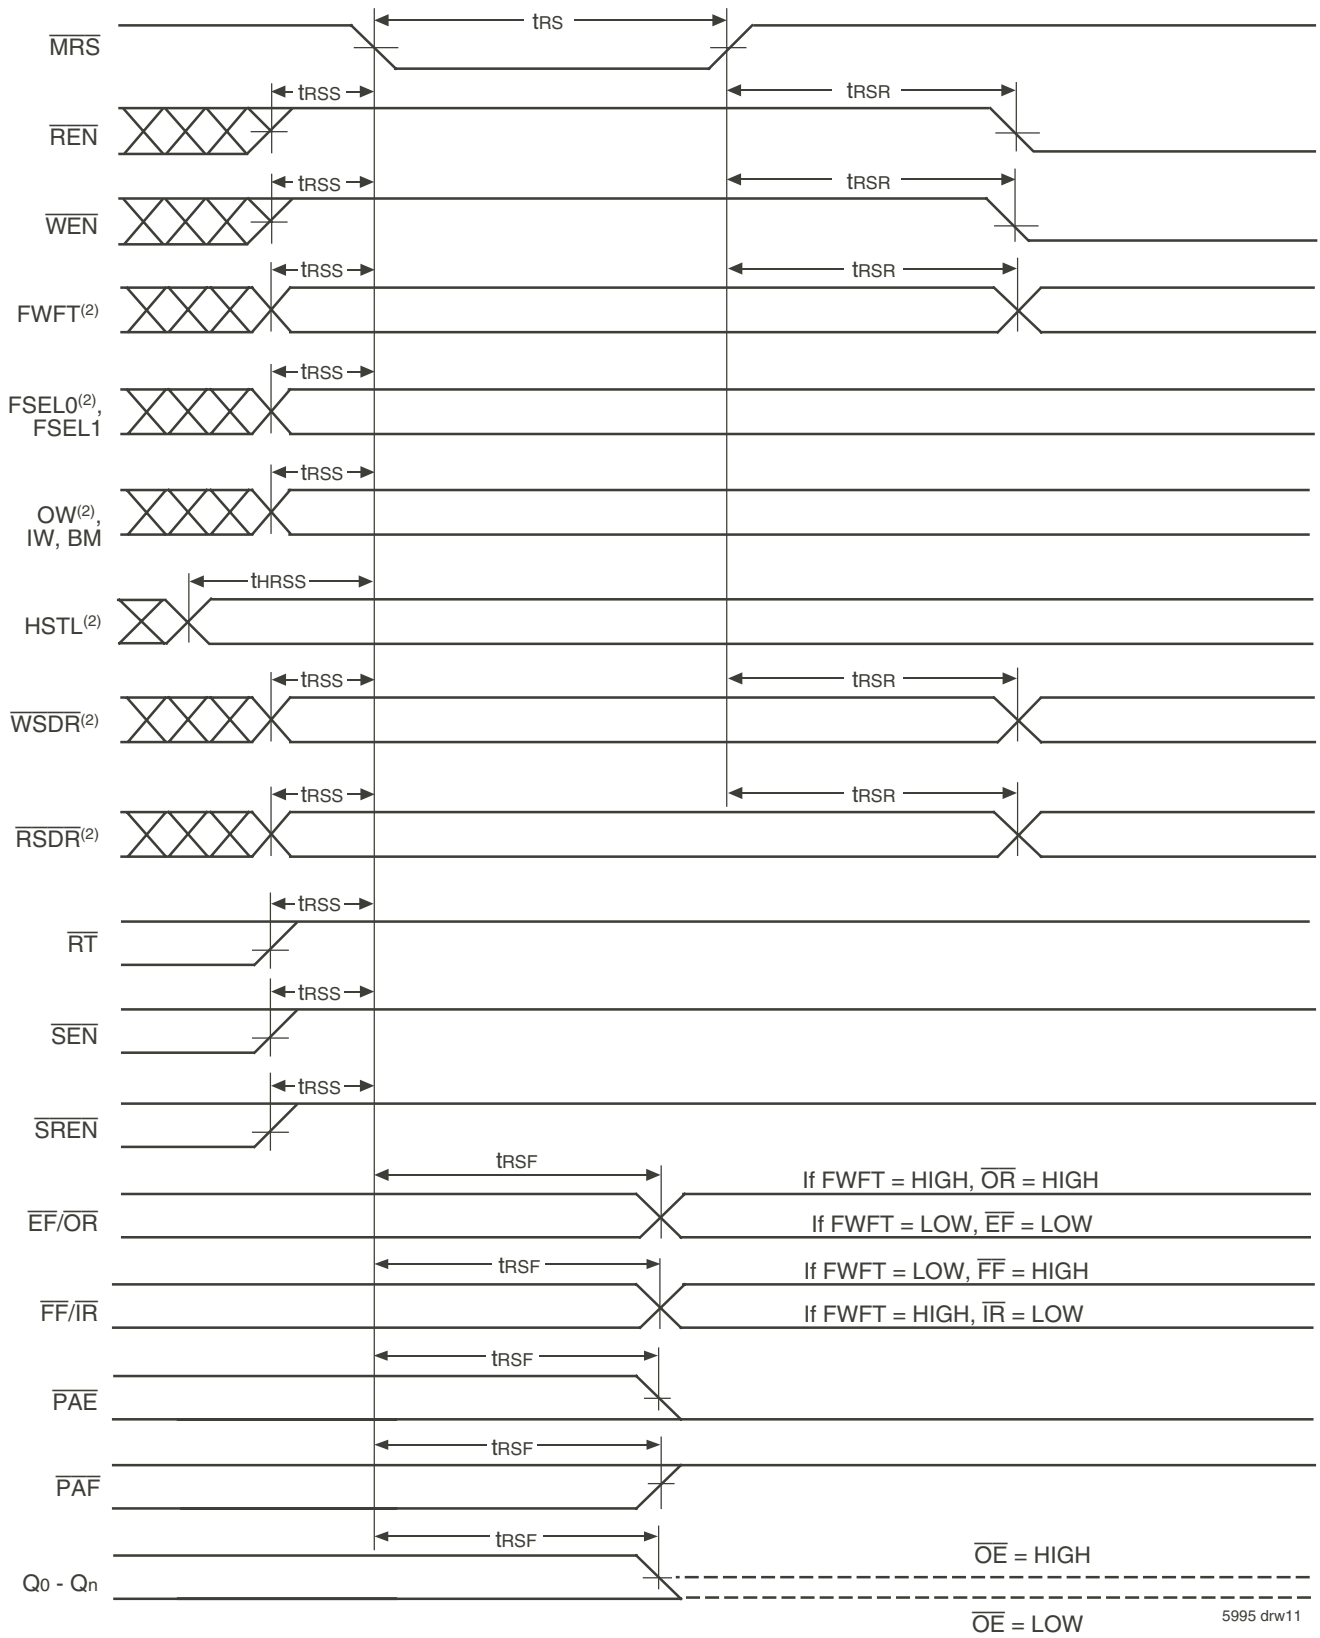 tRS
MRS
tRSS
tRSR
REN
tRSS
tRSR
WEN
tRSS
tRSR
FWFT(2)
tRSS
FSEL0(2),
FSEL1
tRSS
OW(2),
IW, BM
tHRSS
HSTL(2)
tRSS
tRSR
WSDR(2)
tRSS
tRSR
RSDR(2)
tRSS
RT
tRSS
SEN
tRSS
SREN
tRSF
If FWFT = HIGH, OR = HIGH
EF/OR
If FWFT = LOW, EF = LOW
tRSF
If FWFT = LOW, FF = HIGH
FF/IR
If FWFT = HIGH, IR = LOW
tRSF
PAE
tRSF
PAF
tRSF
OE = HIGH
Q0 - Qn
OE = LOW
5995 drw11